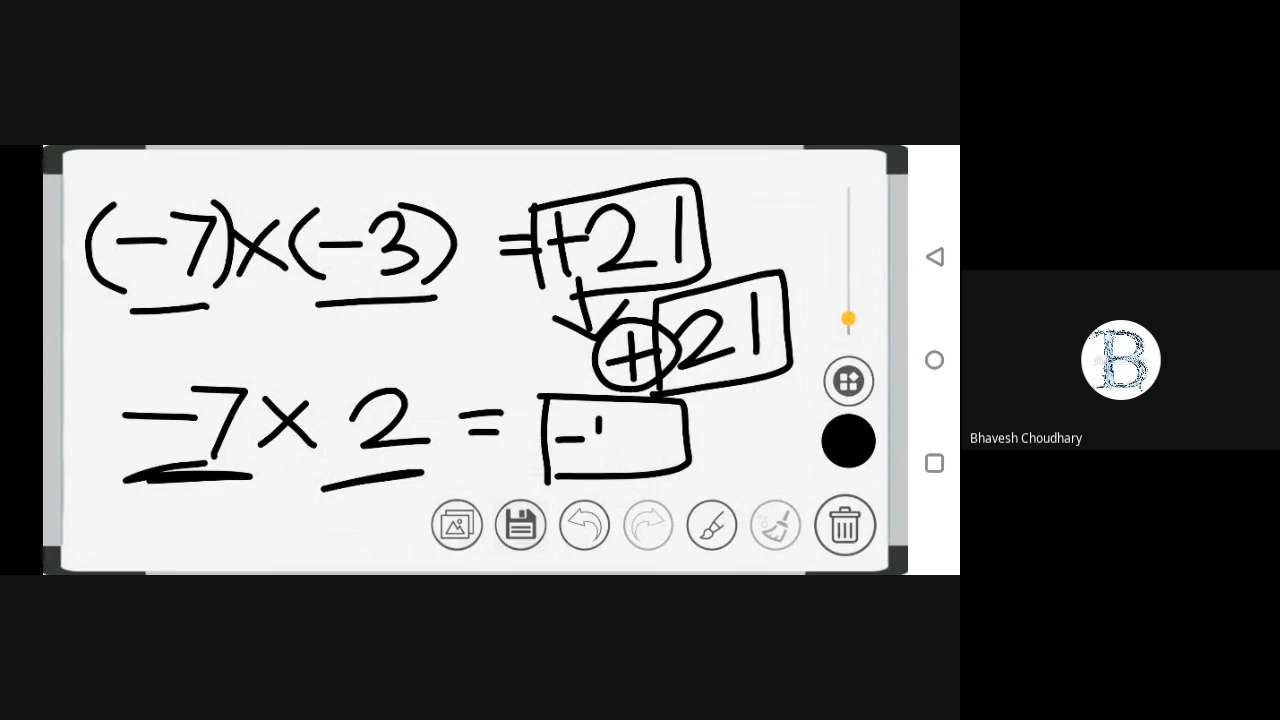 (-7)×(-3) =+21
+21
-7×2 = -'
B
Bhavesh Choudhary